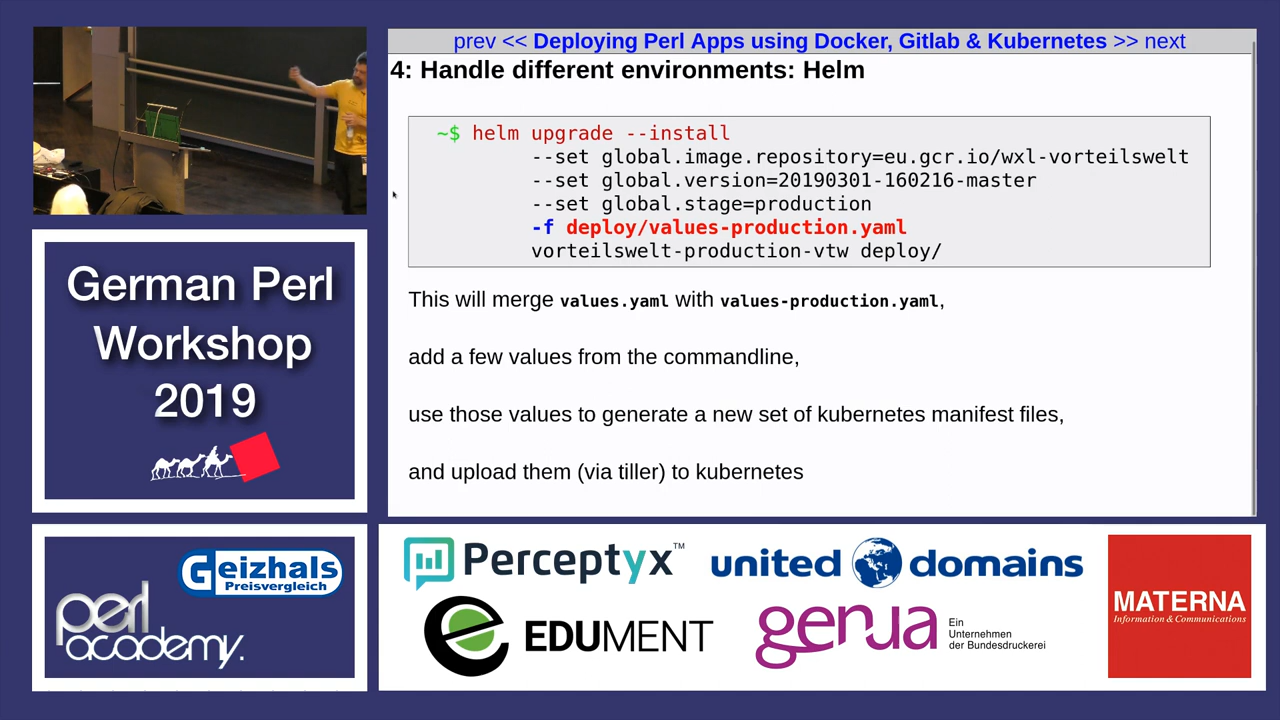 prev << Deploying Perl Apps using Docker, Gitlab & Kubernetes >> next
4: Handle different environments: Helm
~$ helm upgrade --install
--set global.image.repository=eu.gcr.io/wxl-vorteilswelt
--set global.version=20190301-160216-master
--set global.stage=production
-f deploy/values-production.yaml
vorteilswelt-production-vtw deploy/
This will merge values.yaml with values-production.yaml,
add a few values from the commandline,
use those values to generate a new set of kubernetes manifest files,
and upload them (via tiller) to kubernetes
German Perl
Workshop
2019
Geizhals
Preisvergleich
perl
academy.
Perceptyx™
united domains
EDUMENT
genua
Ein
Unternehmen
der Bundesdruckerei
MATERNA
Information & Communications